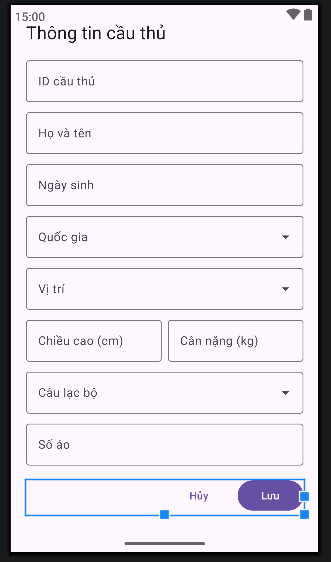 15:00
Thông tin cầu thủ
ID cầu thủ
Họ và tên
Ngày sinh
Quốc gia
Vị trí
Chiều cao (cm) Cân nặng (kg)
Câu lạc bộ
Số áo
Hủy Lưu